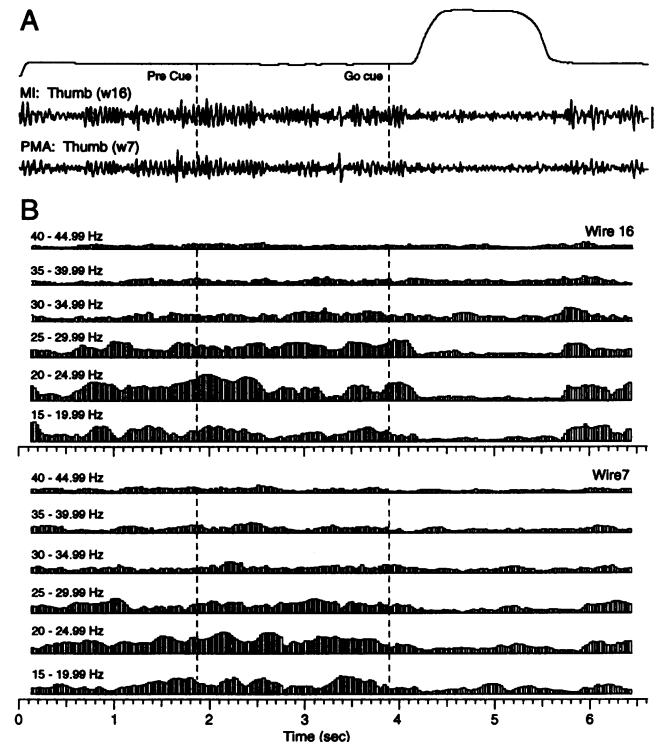 A
Pre Cue
Go cue
MI: Thumb (w16)
PMA: Thumb (w7)
B
40 - 44.99 Hz
Wire 16
35 - 39.99 Hz
30 - 34.99 Hz
25 - 29.99 Hz
20 - 24.99 Hz
15 - 19.99 Hz
40 - 44.99 Hz
Wire7
35 - 39.99 Hz
30 - 34.99 Hz
25 - 29.99 Hz
20 - 24.99 Hz
15 - 19.99 Hz
0 1 2 3 4 5 6
Time (sec)